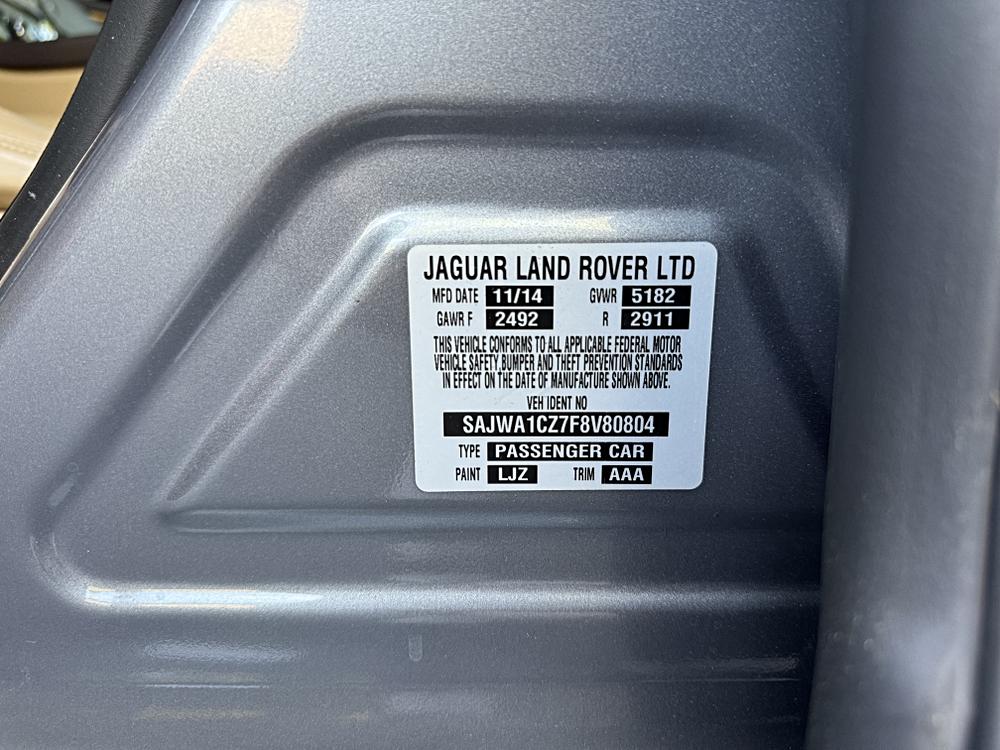 JAGUAR LAND ROVER LTD
MFD DATE 11/14 GVWR 5182
GAWR F 2492 R 2911
THIS VEHICLE CONFORMS TO ALL APPLICABLE FEDERAL MOTOR
VEHICLE SAFETY,BUMPER AND THEFT PREVENTION STANDARDS
IN EFFECT ON THE DATE OF MANUFACTURE SHOWN ABOVE.
VEH IDENT NO
SAJWA1CZ7F8V80804
TYPE PASSENGER CAR
PAINT LJZ TRIM AAA